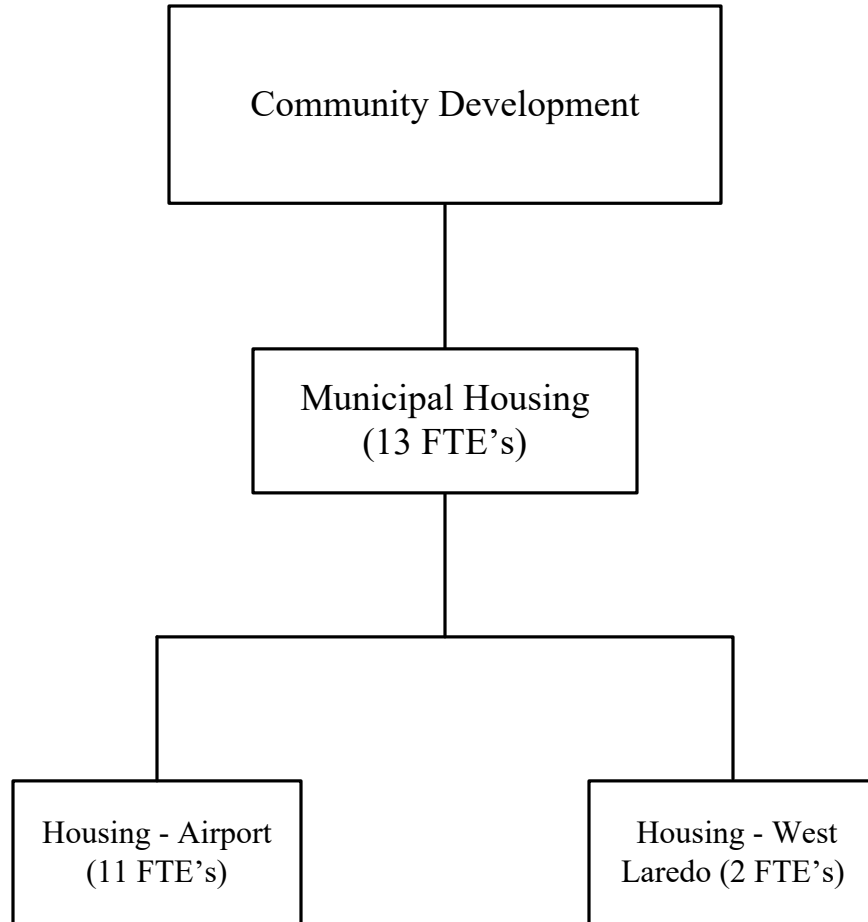 Community Development
Municipal Housing
(13 FTE’s)
Housing - Airport
(11 FTE’s)
Housing - West
Laredo (2 FTE’s)